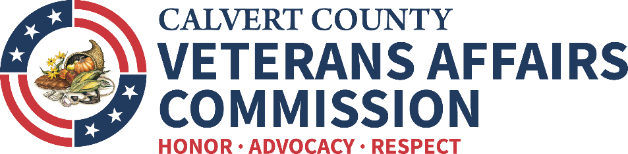 CALVERT COUNTY
VETERANS AFFAIRS
COMMISSION
HONOR · ADVOCACY · RESPECT